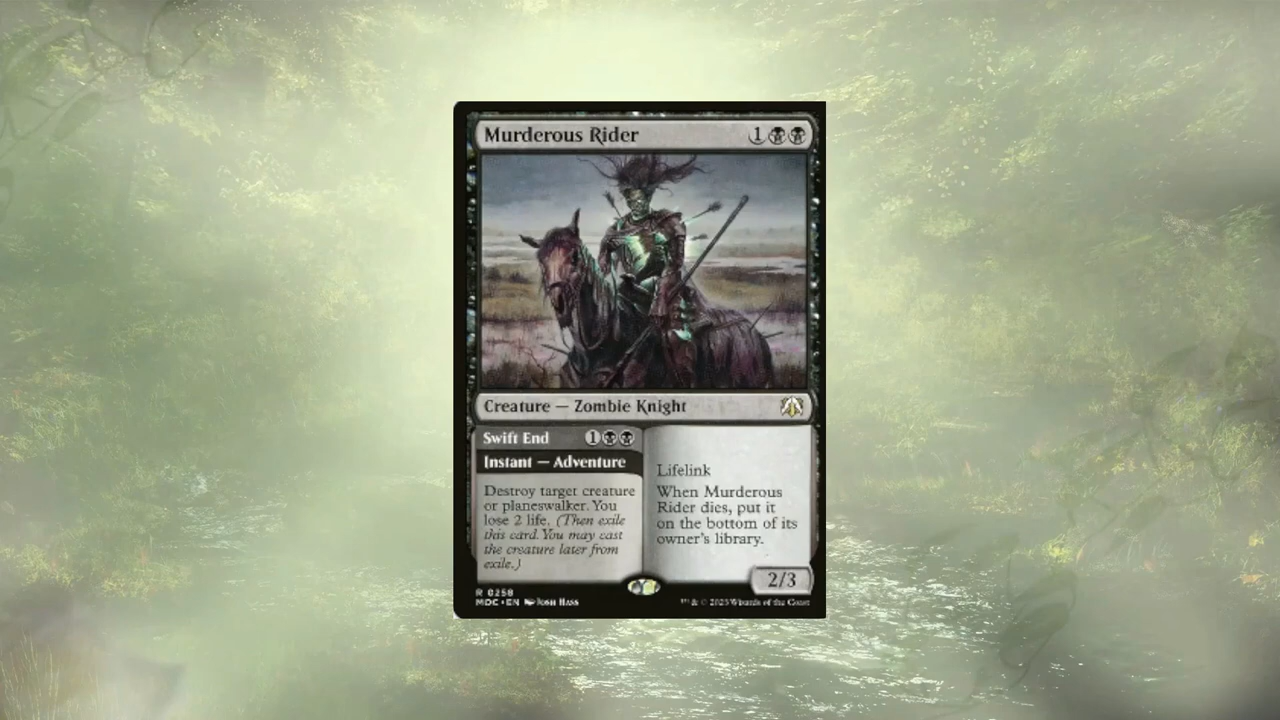 Murderous Rider 1
Creature — Zombie Knight
Swift End 1
Instant — Adventure
Destroy target creature
or planeswalker. You
lose 2 life. (Then exile
this card. You may cast
the creature later from
exile.)
Lifelink
When Murderous
Rider dies, put it
on the bottom of its
owner's library.
2/3
R 0258
MOC • EN Josh Hass
™ & © 2023 Wizards of the Coast